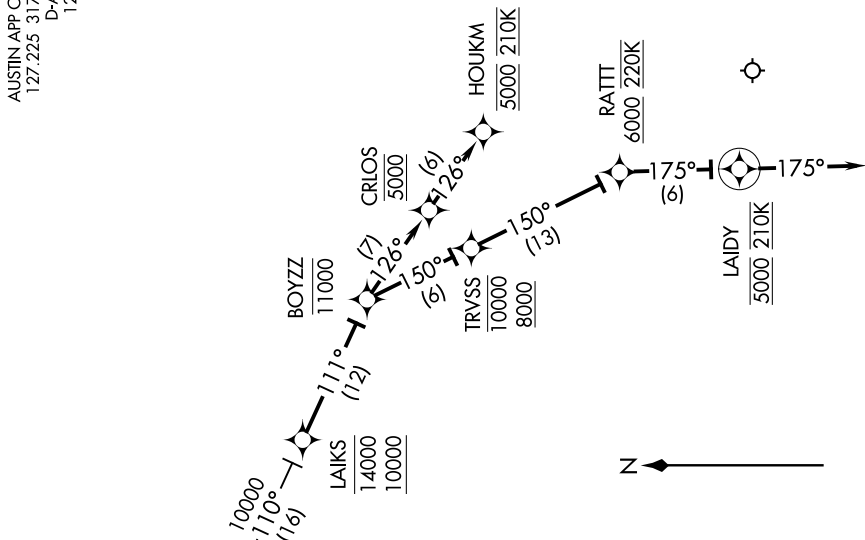 AUSTIN APP C
127.225 317
D-A
12
HOUKM
5000 210K
RATTT
6000 220K
CRLOS
5000
(6)
126°
(7)
126°
BOYZZ
11000
150°
(6)
TRVSS
10000
8000
150°
(13)
175°
(6)
LAIDY
5000 210K
175°
111°
(12)
LAIKS
14000
10000
10000
110°
(16)
N